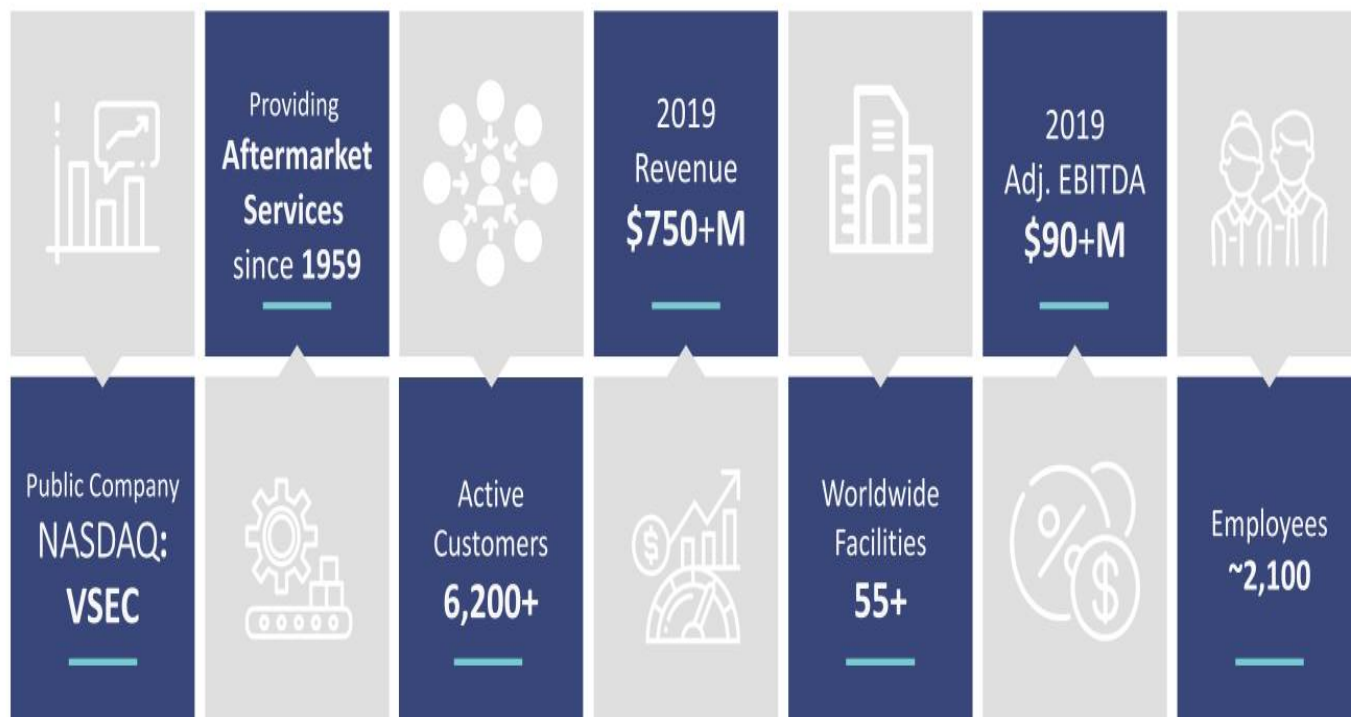 Providing
Aftermarket
Services
since 1959
2019
Revenue
$750+M
2019
Adj. EBITDA
$90+M
Public Company
NASDAQ:
VSEC
Active
Customers
6,200+
Worldwide
Facilities
55+
Employees
~2,100